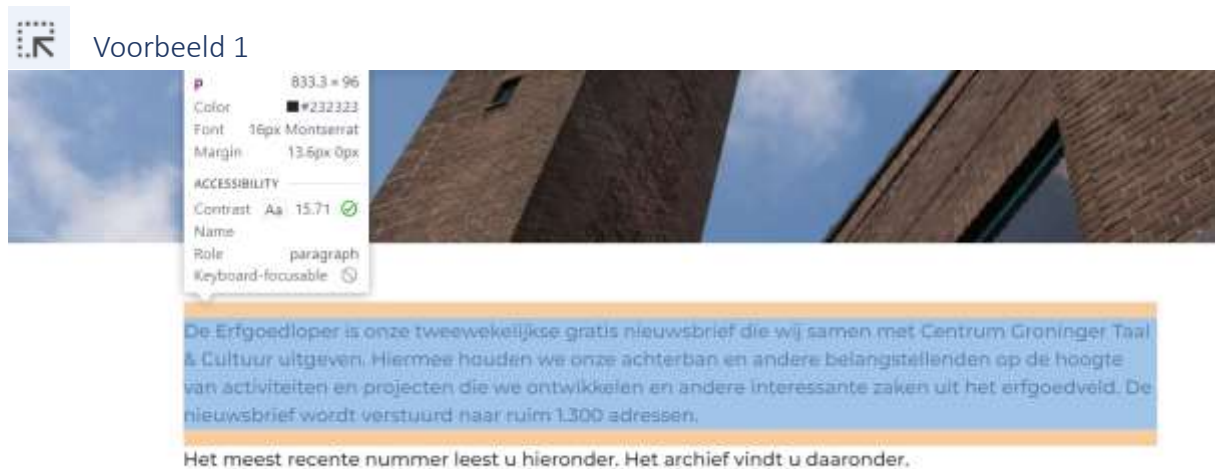 Voorbeeld 1
p 833.3 × 96
Color #232323
Font 16px Montserrat
Margin 13.6px 0px
ACCESSIBILITY
Contrast Aa 15.71
Name
Role paragraph
Keyboard-focusable
De Erfgoedloper is onze tweewekelijkse gratis nieuwsbrief die wij samen met Centrum Groninger Taal
& Cultuur uitgeven. Hiermee houden we onze achterban en andere belangstellenden op de hoogte
van activiteiten en projecten die we ontwikkelen en andere interessante zaken uit het erfgoedveld. De
nieuwsbrief wordt verstuurd naar ruim 1.300 adressen.
Het meest recente nummer leest u hieronder. Het archief vindt u daaronder.